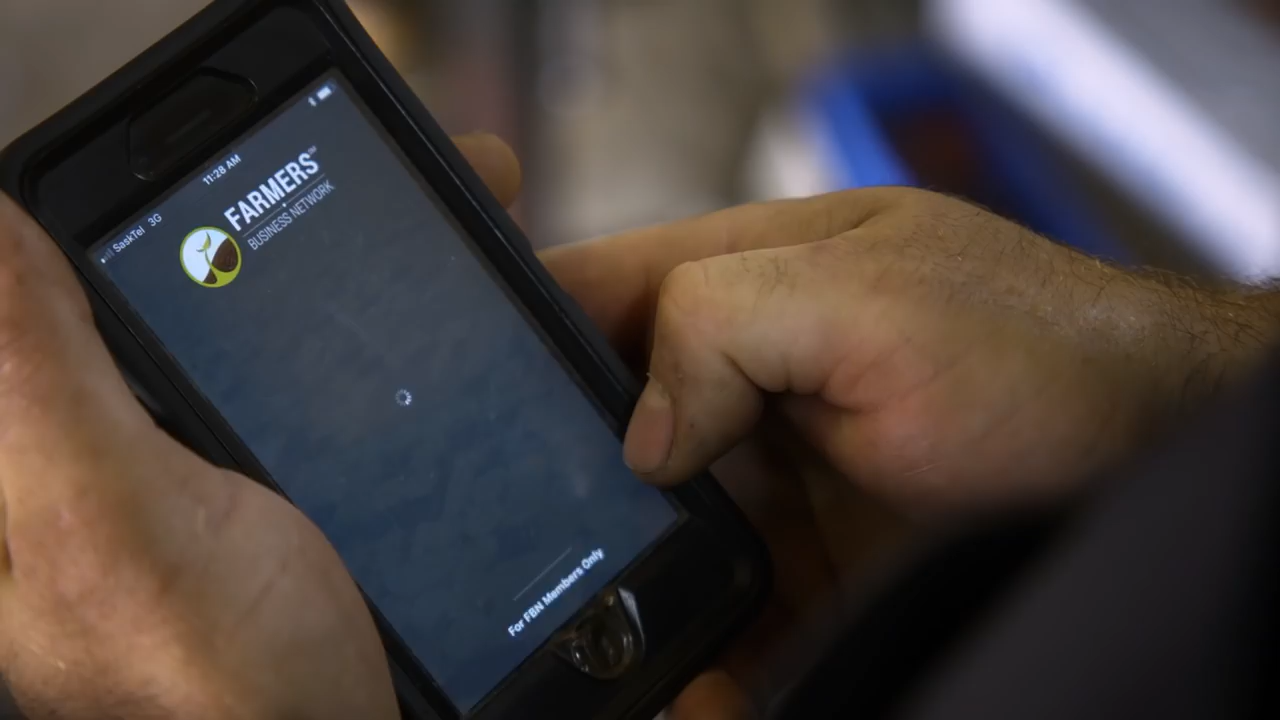 SaskTel 3G 11:28 AM
FARMERS℠
BUSINESS NETWORK
For FBN Members Only